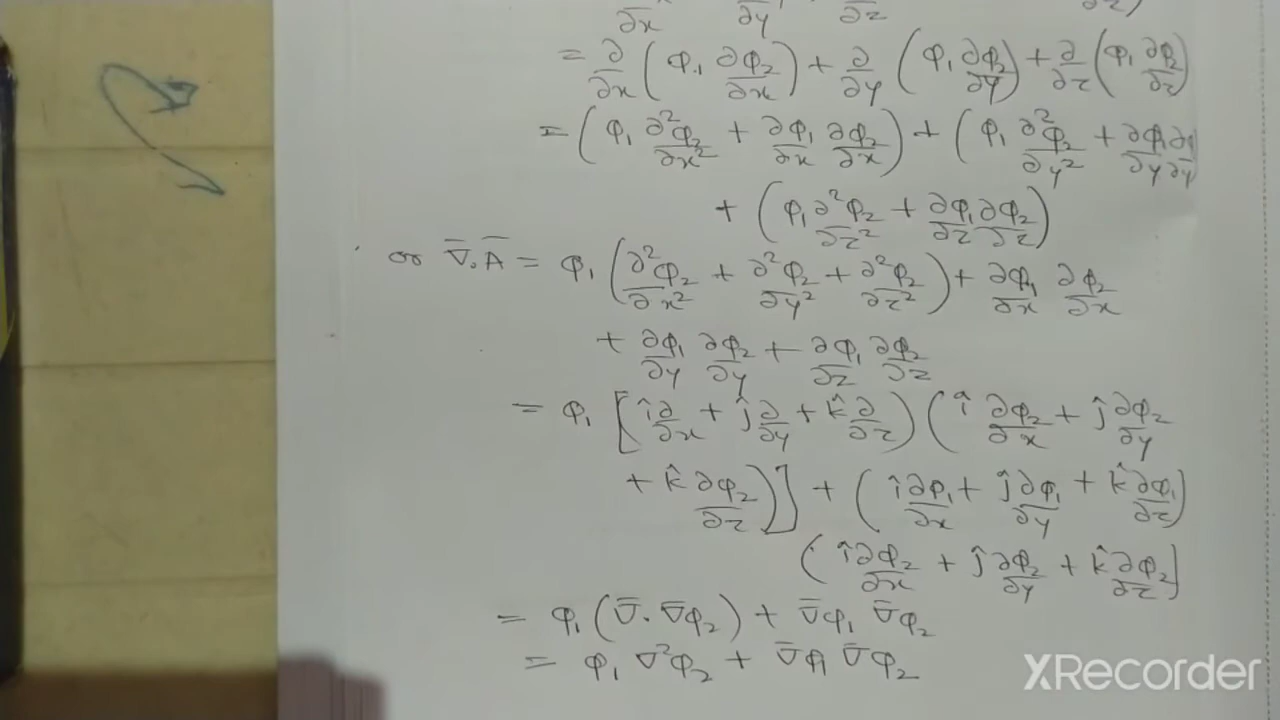 ∂x ∂y ∂z ∂z)
= ∂/∂x (φ₁ ∂φ₂/∂x) + ∂/∂y (φ₁ ∂φ₂/∂y) + ∂/∂z (φ₁ ∂φ₂/∂z)
= (φ₁ ∂²φ₂/∂x² + ∂φ₁/∂x ∂φ₂/∂x) + (φ₁ ∂²φ₂/∂y² + ∂φ₁/∂y ∂φ/∂y
+ (φ₁ ∂²φ₂/∂z² + ∂φ₁/∂z ∂φ₂/∂z)
or ∇̄.Ā = φ₁ (∂²φ₂/∂x² + ∂²φ₂/∂y² + ∂²φ₂/∂z²) + ∂φ₁/∂x ∂φ₂/∂x
+ ∂φ₁/∂y ∂φ₂/∂y + ∂φ₁/∂z ∂φ₂/∂z
= φ₁ [î ∂/∂x + ĵ ∂/∂y + k̂ ∂/∂z) (î ∂φ₂/∂x + ĵ ∂φ₂/∂y
+ k̂ ∂φ₂/∂z)] + (î ∂φ₁/∂x + ĵ ∂φ₁/∂y + k̂ ∂φ₁/∂z)
(î ∂φ₂/∂x + ĵ ∂φ₂/∂y + k̂ ∂φ₂/∂z)
= φ₁ (∇̄. ∇̄φ₂) + ∇̄φ₁ ∇̄φ₂
= φ₁ ∇²φ₂ + ∇̄φ₁ ∇̄φ₂
XRecorder